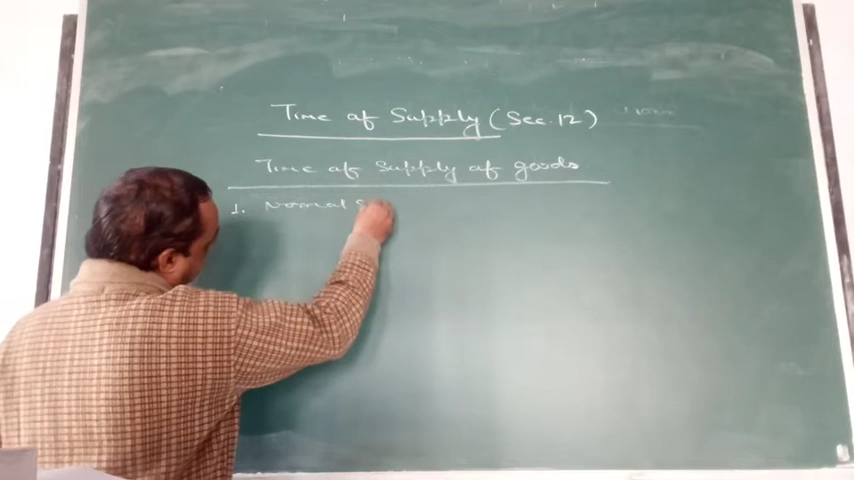 Time of Supply (Sec. 12)
Time of Supply of goods
1. Normal S